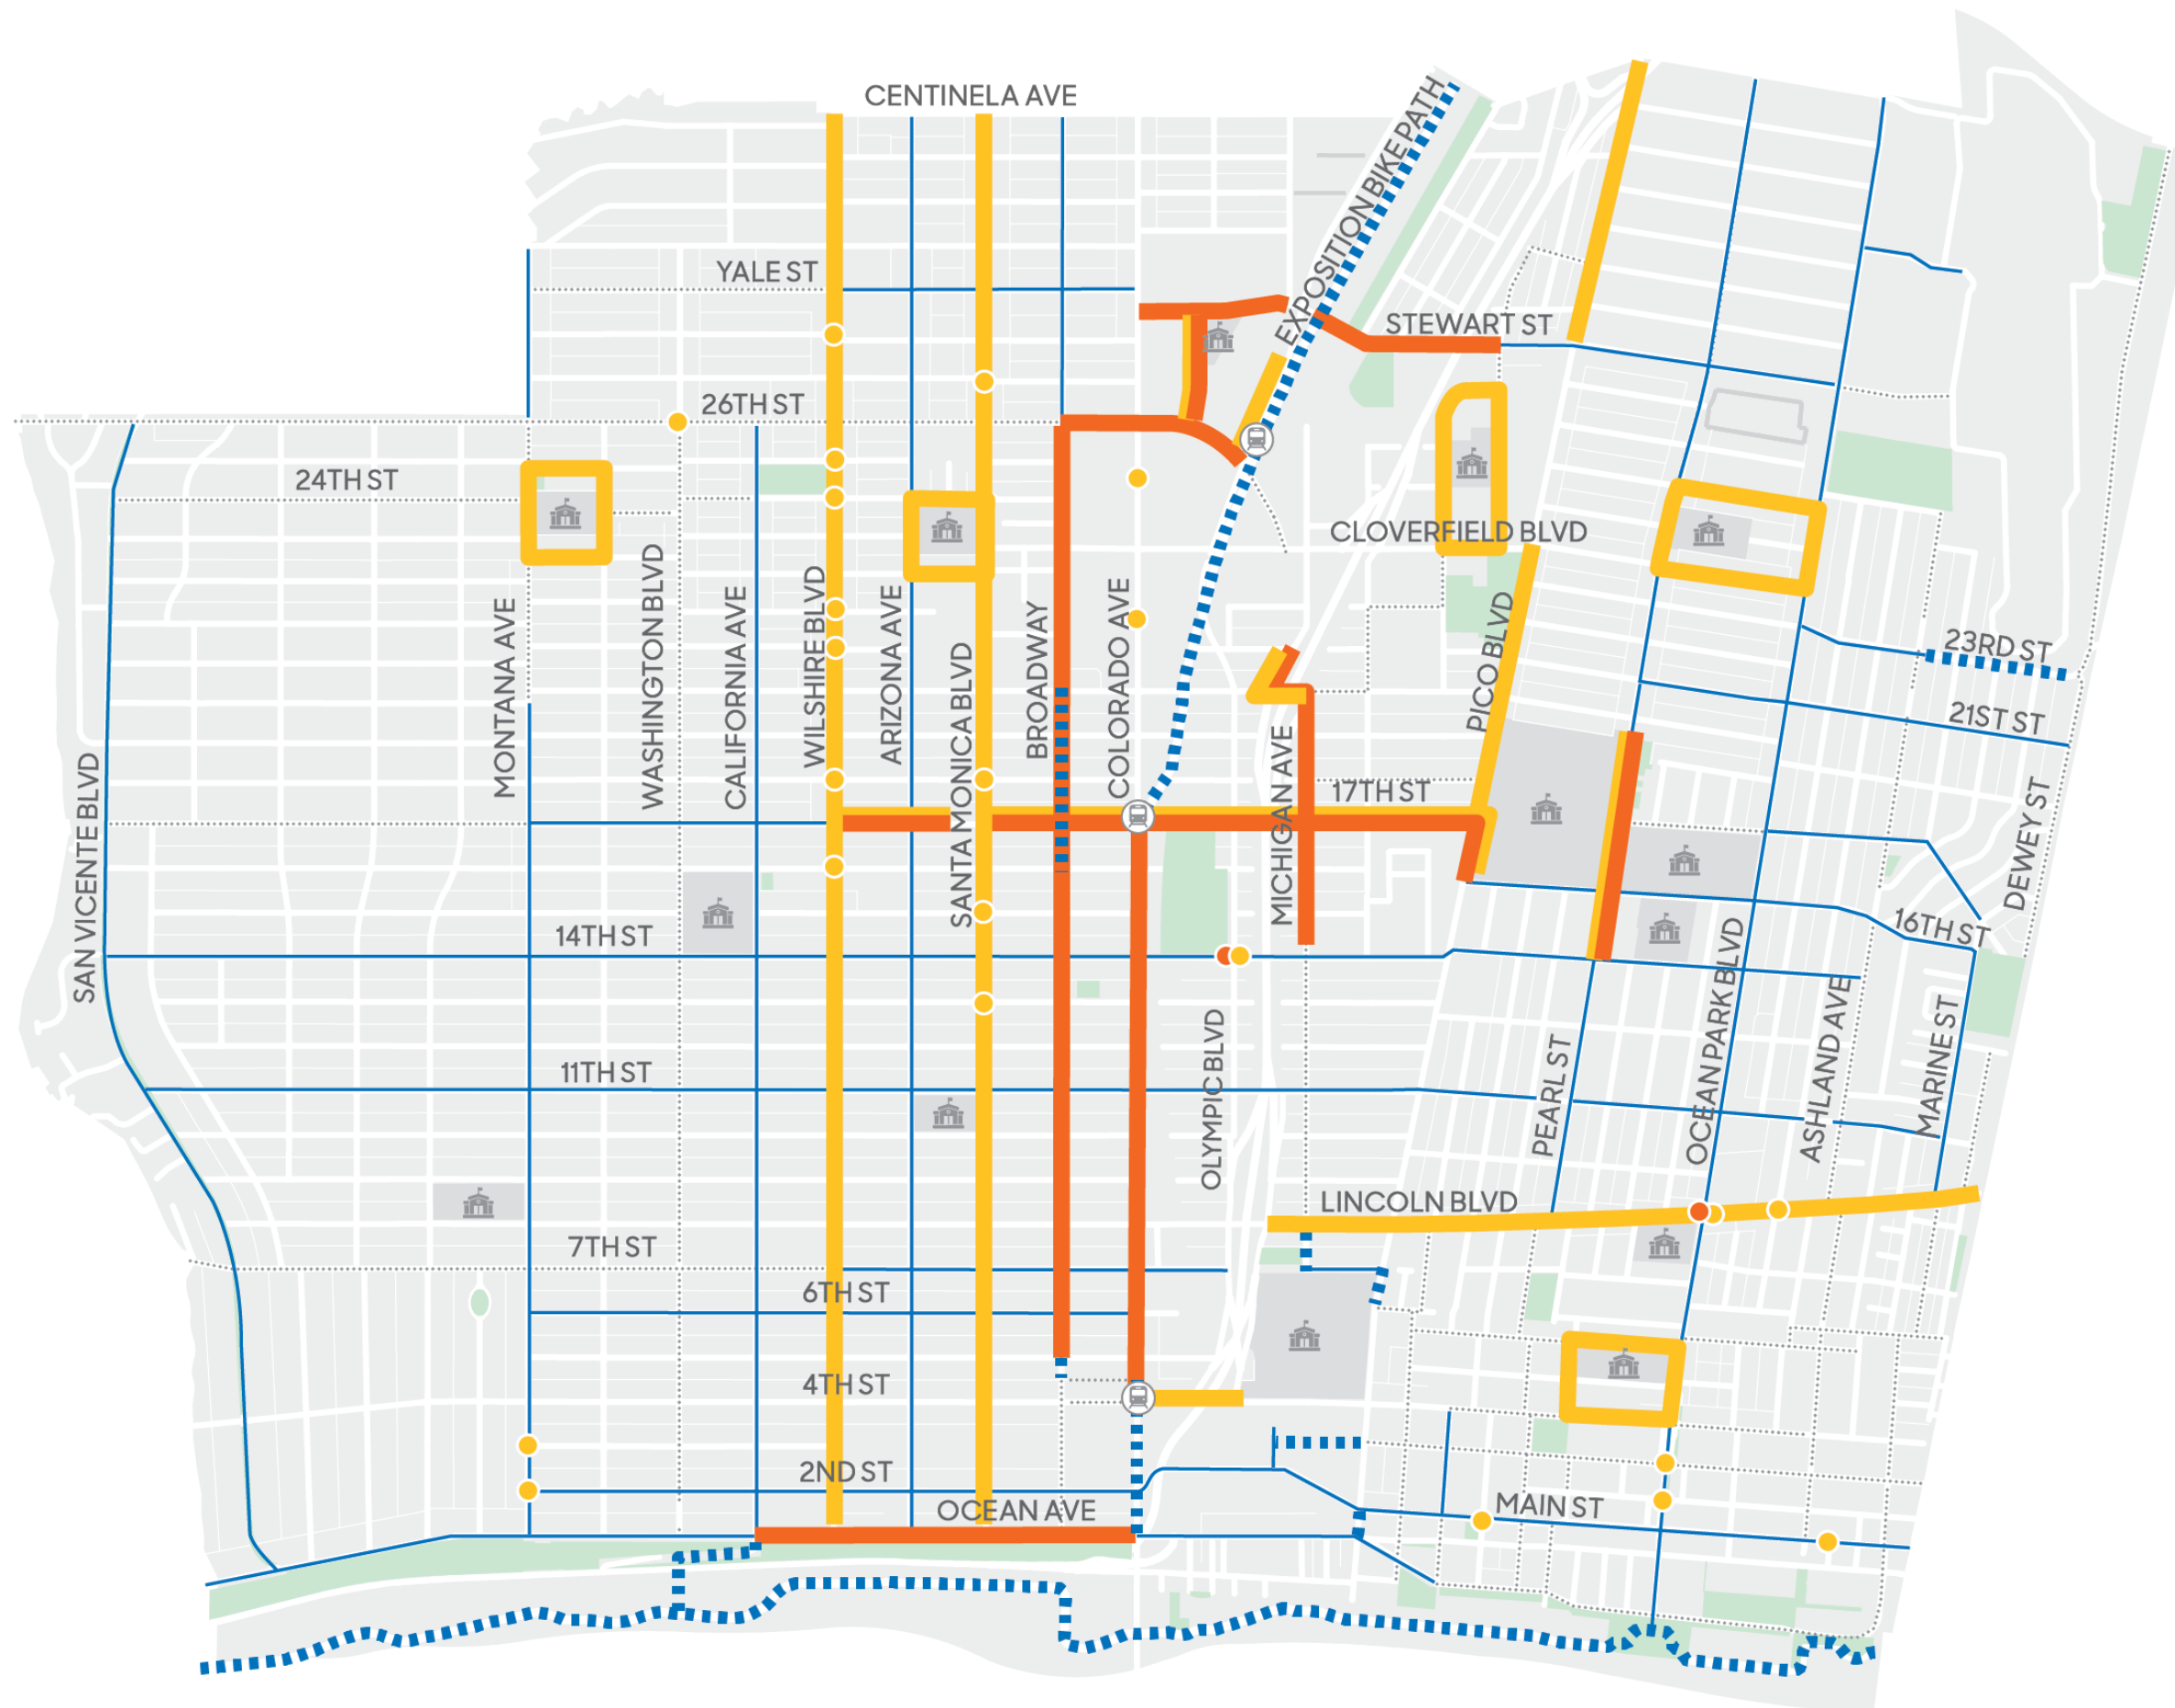 CENTINELA AVE
EXPOSITION BIKE PATH
YALE ST
STEWART ST
26TH ST
24TH ST
CLOVERFIELD BLVD
MONTANA AVE
WASHINGTON BLVD
CALIFORNIA AVE
WILSHIRE BLVD
ARIZONA AVE
SANTA MONICA BLVD
BROADWAY
COLORADO AVE
PICO BLVD
23RD ST
21ST ST
SAN VICENTE BLVD
MICHIGAN AVE
17TH ST
DEWEY ST
16TH ST
14TH ST
OLYMPIC BLVD
PEARL ST
OCEAN PARK BLVD
ASHLAND AVE
MARINE ST
11TH ST
LINCOLN BLVD
7TH ST
6TH ST
4TH ST
2ND ST
OCEAN AVE
MAIN ST